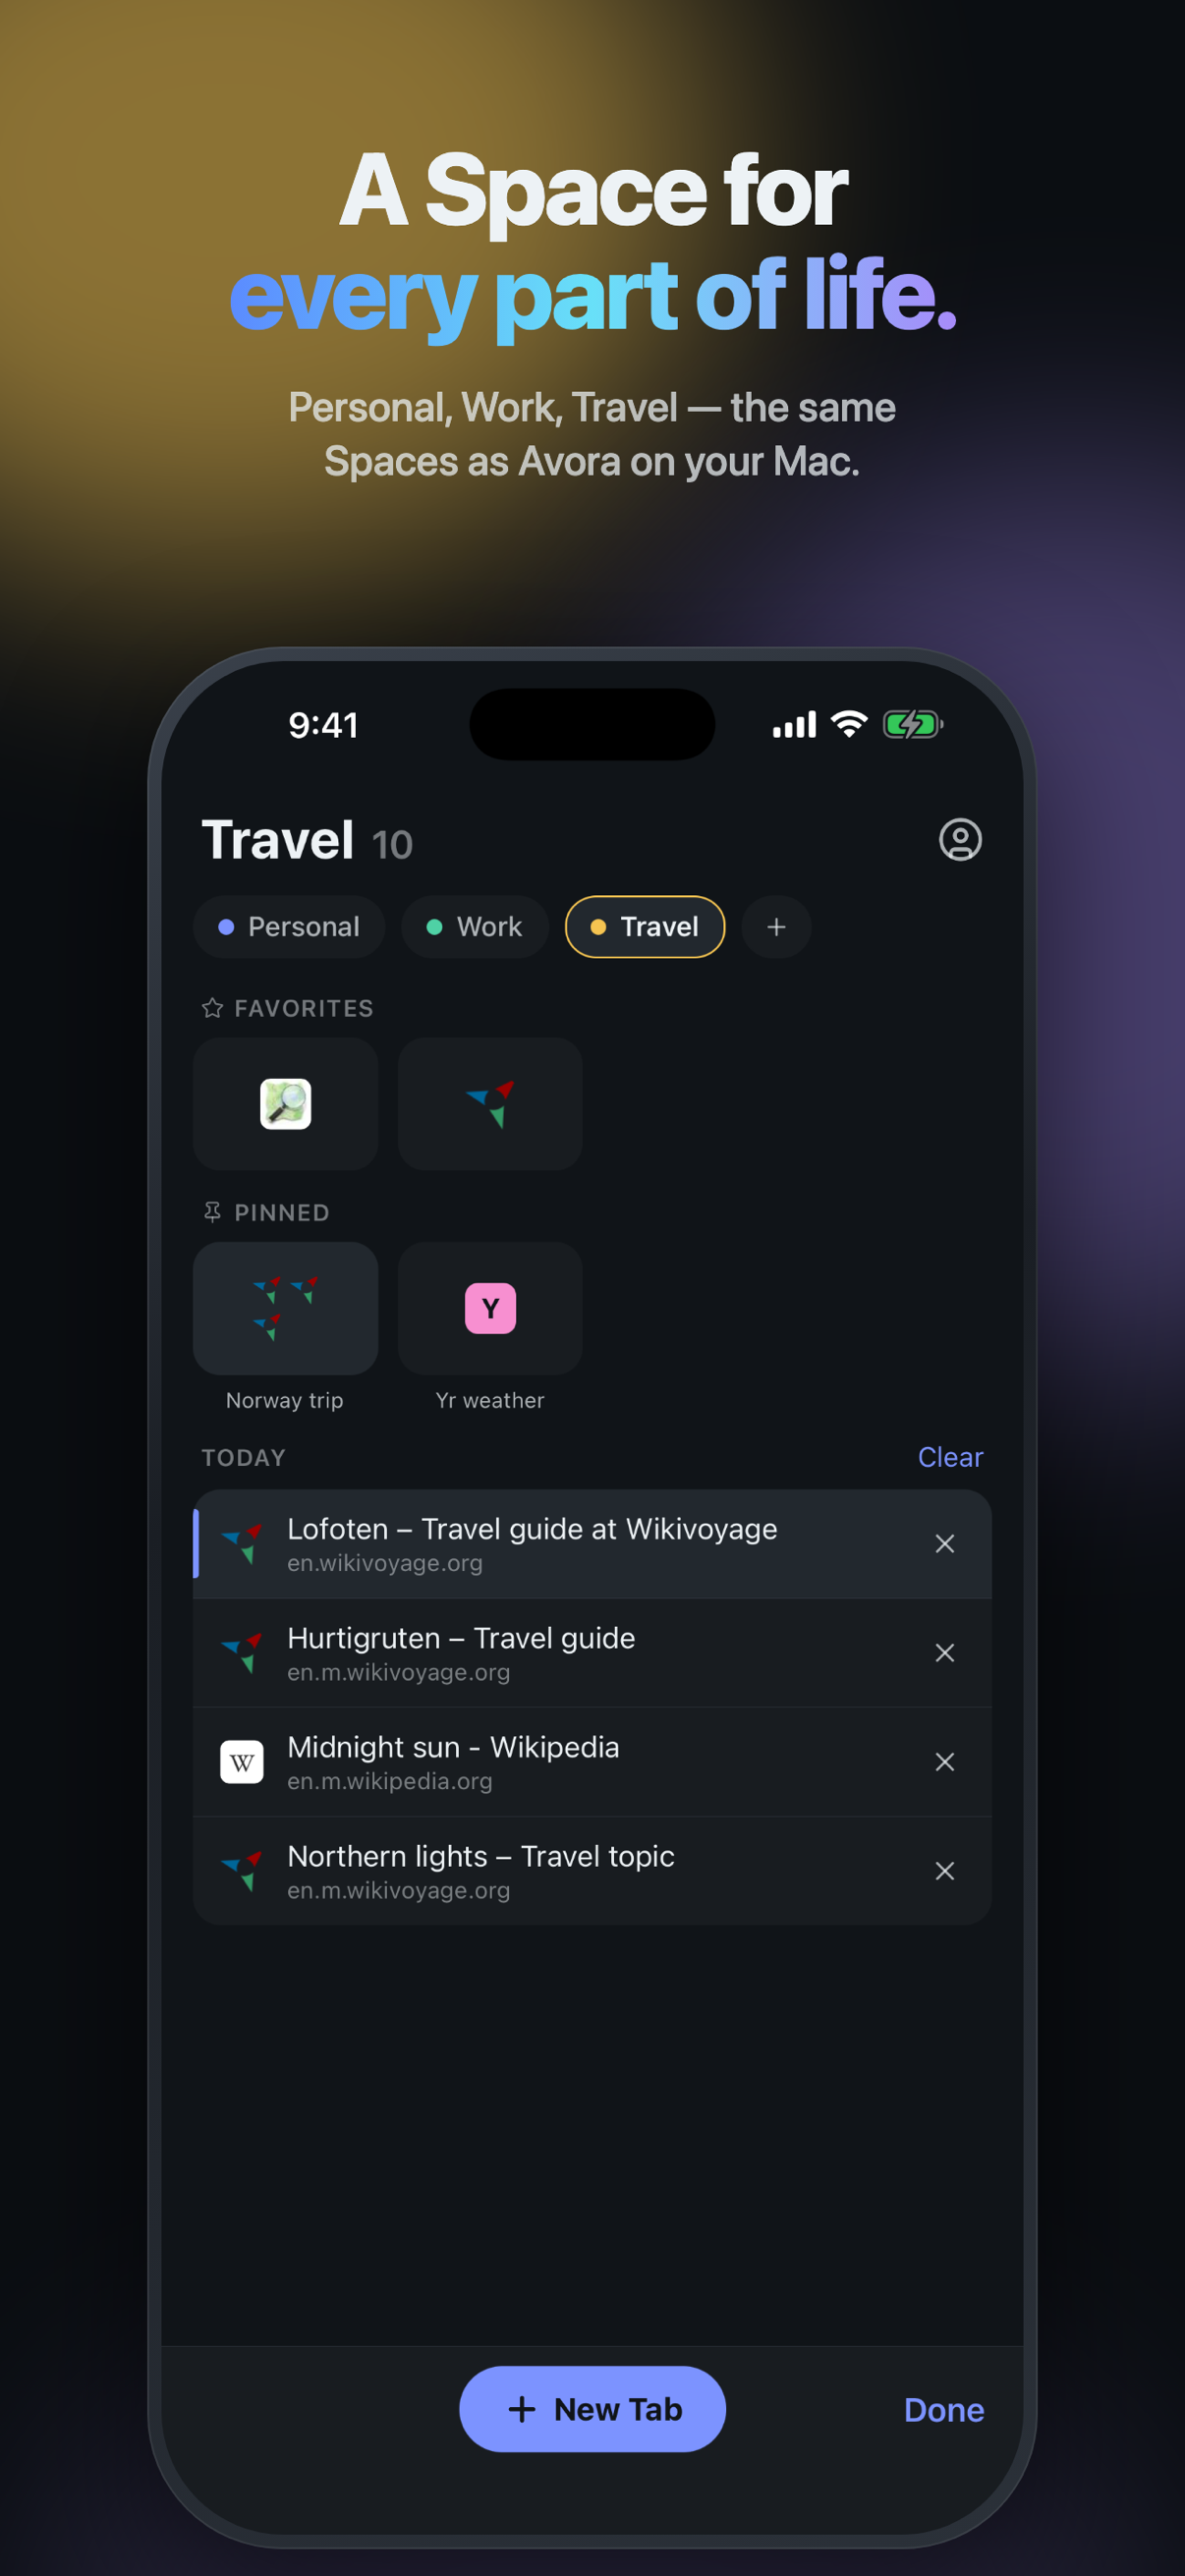 A Space for
every part of life.
Personal, Work, Travel — the same
Spaces as Avora on your Mac.
9:41
Travel 10
Personal
Work
Travel
+
FAVORITES
PINNED
Y
Norway trip
Yr weather
TODAY
Clear
Lofoten – Travel guide at Wikivoyage
en.wikivoyage.org
Hurtigruten – Travel guide
en.m.wikivoyage.org
W
Midnight sun - Wikipedia
en.m.wikipedia.org
Northern lights – Travel topic
en.m.wikivoyage.org
+ New Tab
Done